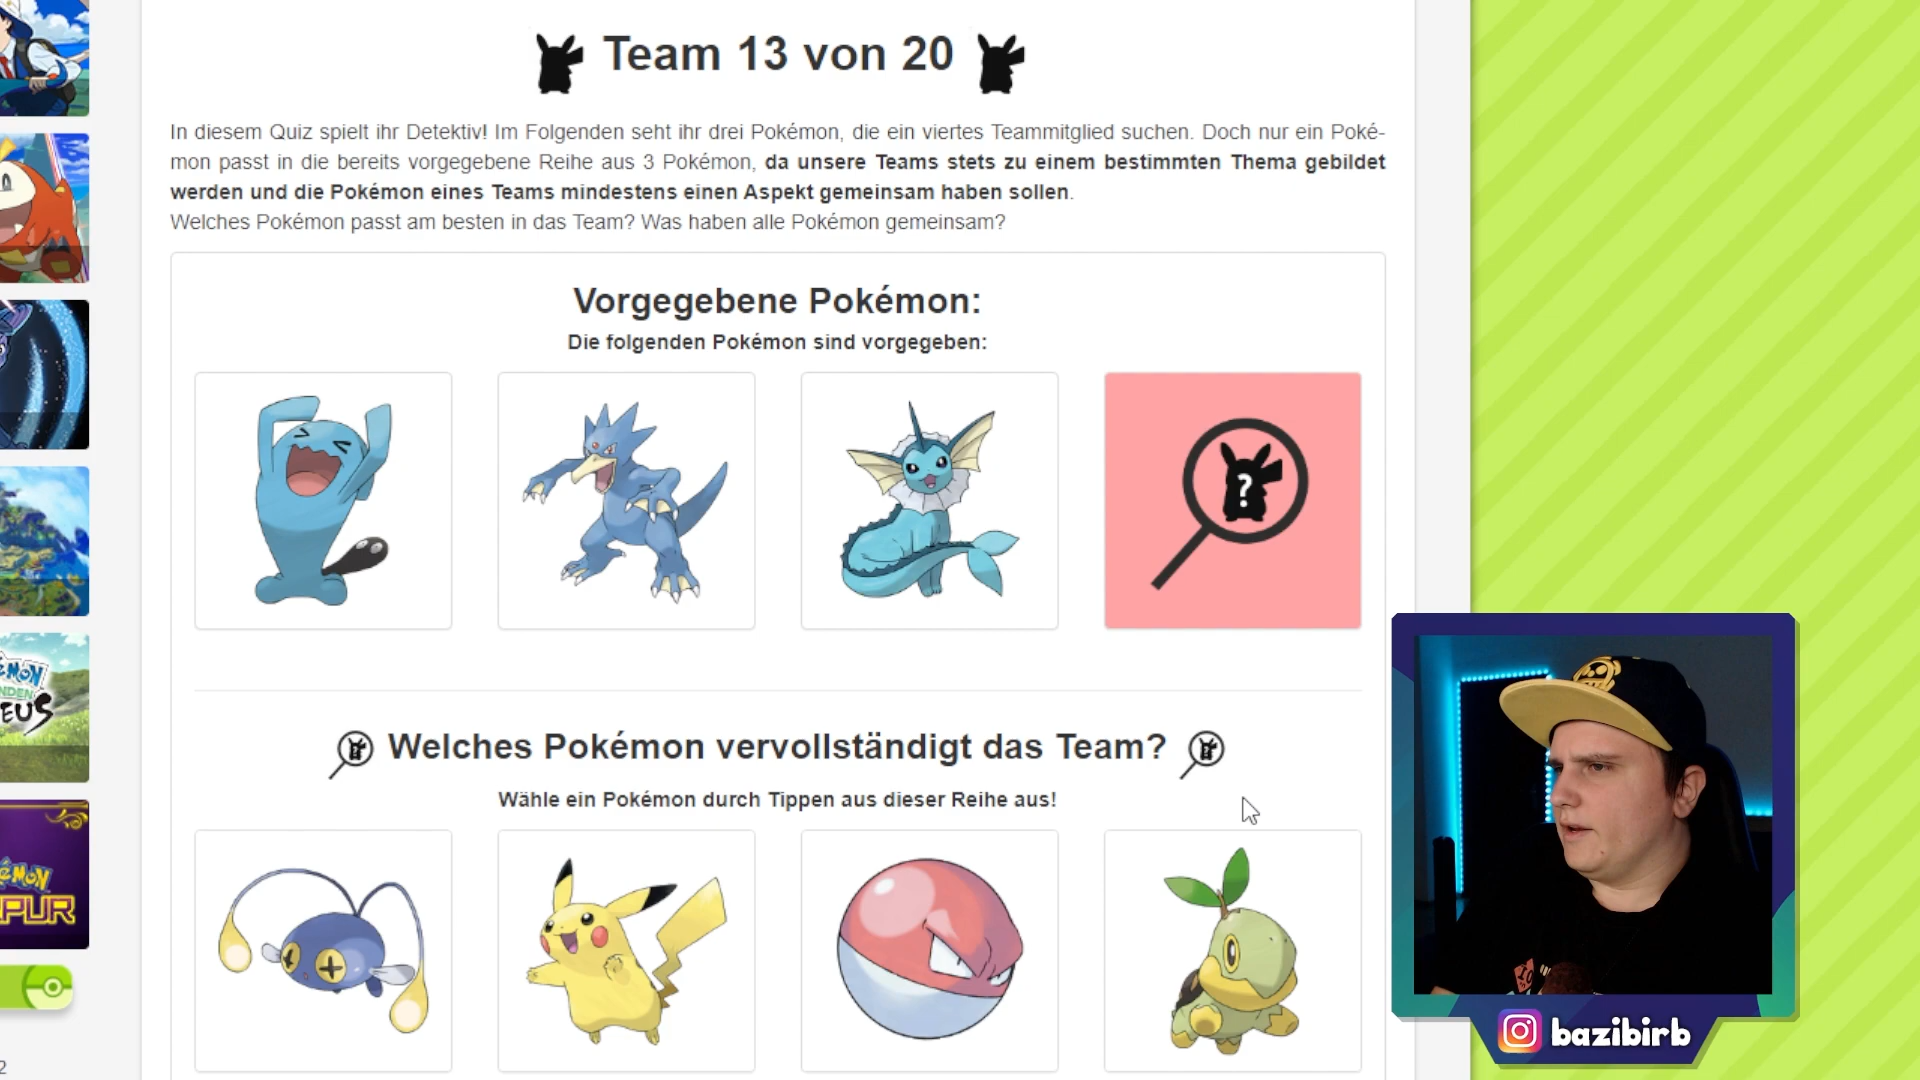 Team 13 von 20
In diesem Quiz spielt ihr Detektiv! Im Folgenden seht ihr drei Pokémon, die ein viertes Teammitglied suchen. Doch nur ein Poké-
mon passt in die bereits vorgegebene Reihe aus 3 Pokémon, da unsere Teams stets zu einem bestimmten Thema gebildet
werden und die Pokémon eines Teams mindestens einen Aspekt gemeinsam haben sollen.
Welches Pokémon passt am besten in das Team? Was haben alle Pokémon gemeinsam?
Vorgegebene Pokémon:
Die folgenden Pokémon sind vorgegeben:
?
Welches Pokémon vervollständigt das Team?
Wähle ein Pokémon durch Tippen aus dieser Reihe aus!
bazibirb